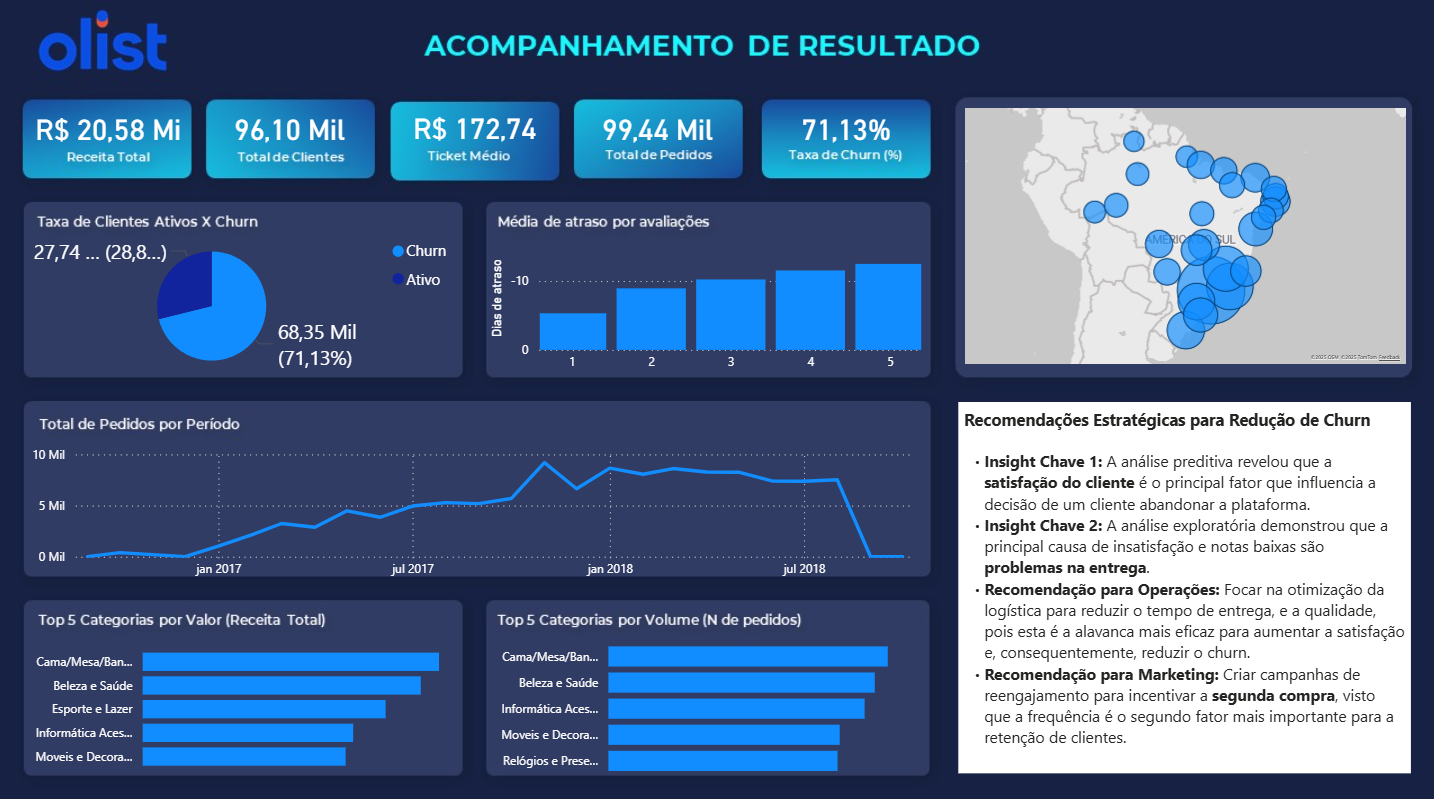 olist
ACOMPANHAMENTO DE RESULTADO
R$ 20,58 Mi
Receita Total
96,10 Mil
Total de Clientes
R$ 172,74
Ticket Médio
99,44 Mil
Total de Pedidos
71,13%
Taxa de Churn (%)
Taxa de Clientes Ativos X Churn
27,74 ... (28,8...)
Churn
Ativo
68,35 Mil
(71,13%)
Média de atraso por avaliações
Dias de atraso
-10
0
1 2 3 4 5
AMÉRICA DO SUL
©2025 OSM ©2025 TomTom Feedback
Total de Pedidos por Período
10 Mil
5 Mil
0 Mil
jan 2017 jul 2017 jan 2018 jul 2018
Top 5 Categorias por Valor (Receita Total)
Cama/Mesa/Ban...
Beleza e Saúde
Esporte e Lazer
Informática Aces...
Moveis e Decora...
Top 5 Categorias por Volume (N de pedidos)
Cama/Mesa/Ban...
Beleza e Saúde
Informática Aces...
Moveis e Decora...
Relógios e Prese...
Recomendações Estratégicas para Redução de Churn
• Insight Chave 1: A análise preditiva revelou que a
satisfação do cliente é o principal fator que influencia a
decisão de um cliente abandonar a plataforma.
• Insight Chave 2: A análise exploratória demonstrou que a
principal causa de insatisfação e notas baixas são
problemas na entrega.
• Recomendação para Operações: Focar na otimização da
logística para reduzir o tempo de entrega, e a qualidade,
pois esta é a alavanca mais eficaz para aumentar a satisfação
e, consequentemente, reduzir o churn.
• Recomendação para Marketing: Criar campanhas de
reengajamento para incentivar a segunda compra, visto
que a frequência é o segundo fator mais importante para a
retenção de clientes.